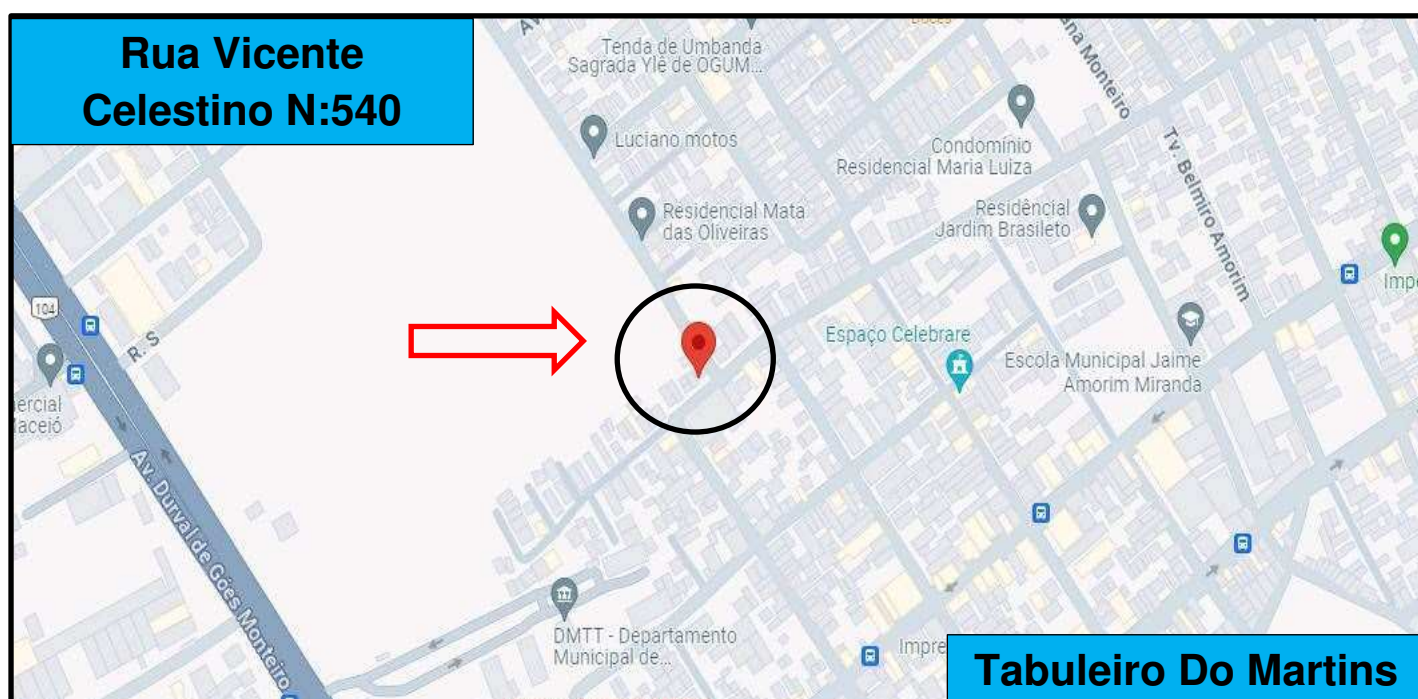 Rua Vicente
Celestino N:540
Tenda de Umbanda
Sagrada Ylê de OGUM...
Luciano motos
Condomínio
Residencial Maria Luiza
Residencial Mata
das Oliveiras
Residêncial
Jardim Brasileto
Tv. Belmiro Amorim
Monteiro
104
R. S
Espaço Celebrare
Escola Municipal Jaime
Amorim Miranda
Av. Durval de Góes Monteiro
DMTT - Departamento
Municipal de...
Tabuleiro Do Martins